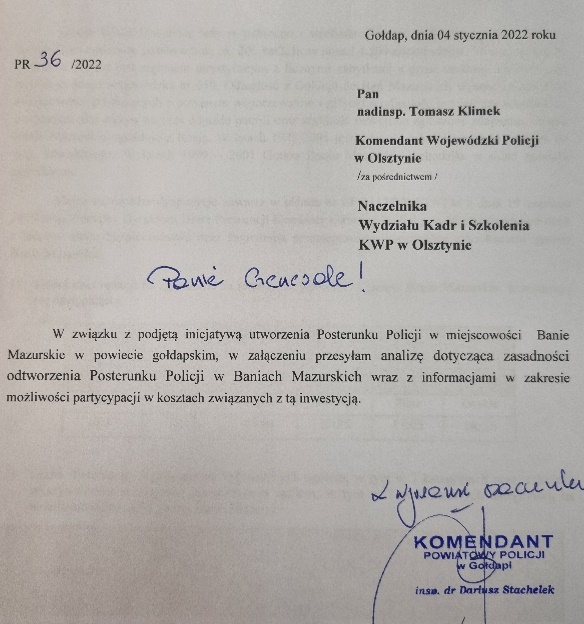 Gołdap, dnia 04 stycznia 2022 roku
PR 36 /2022
Pan
nadinsp. Tomasz Klimek
Komendant Wojewódzki Policji
w Olsztynie
/za pośrednictwem /
Naczelnika
Wydziału Kadr i Szkolenia
KWP w Olsztynie
Panie Generale!
W związku z podjętą inicjatywą utworzenia Posterunku Policji w miejscowości Banie
Mazurskie w powiecie gołdapskim, w załączeniu przesyłam analizę dotycząca zasadności
odtworzenia Posterunku Policji w Baniach Mazurskich wraz z informacjami w zakresie
możliwości partycypacji w kosztach związanych z tą inwestycją.
z wyrazami szacunku
KOMENDANT
POWIATOWY POLICJI
w Gołdapi
insp. dr Dariusz Stachelek